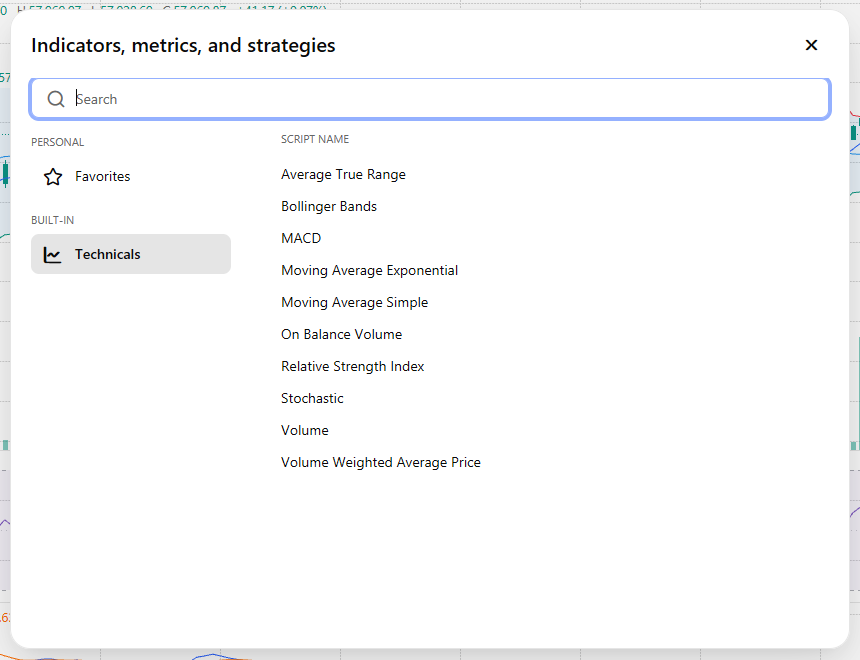 Indicators, metrics, and strategies
Search
PERSONAL
Favorites
BUILT-IN
Technicals
SCRIPT NAME
Average True Range
Bollinger Bands
MACD
Moving Average Exponential
Moving Average Simple
On Balance Volume
Relative Strength Index
Stochastic
Volume
Volume Weighted Average Price